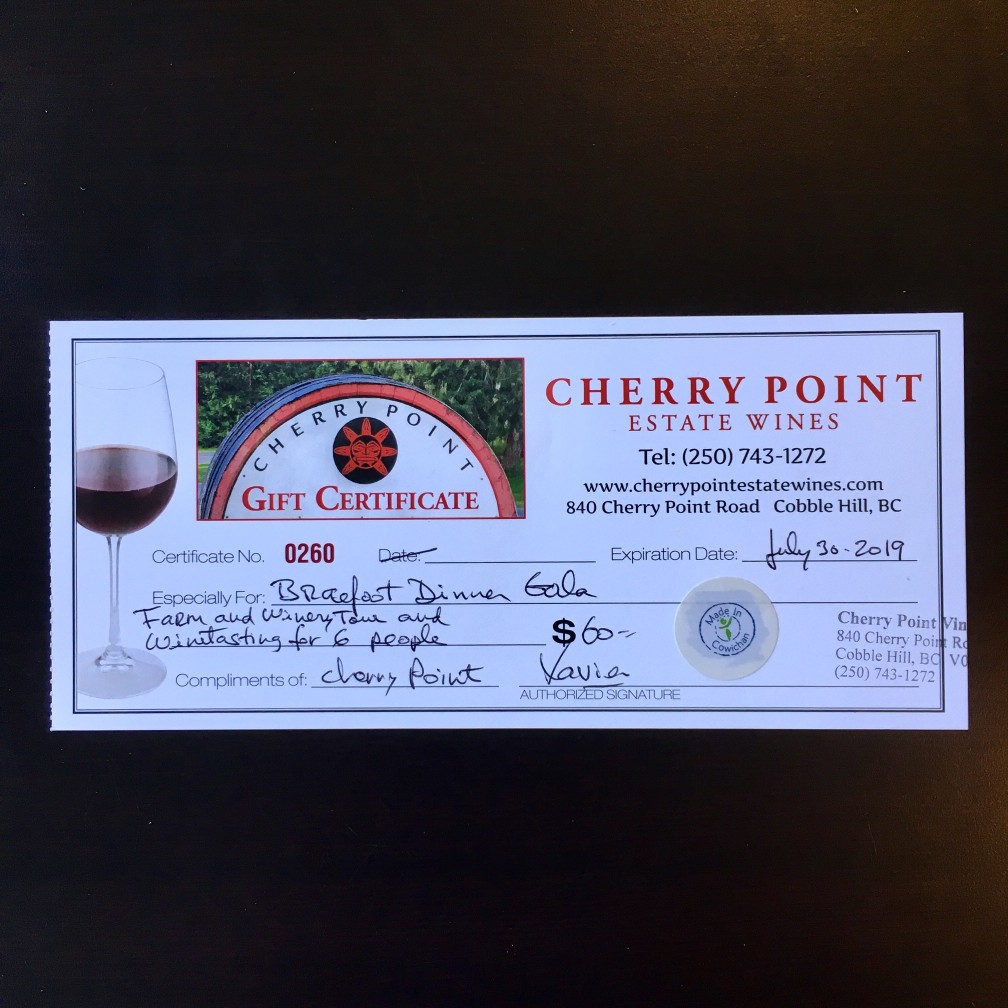 CHERRY POINT
GIFT CERTIFICATE
CHERRY POINT
ESTATE WINES
Tel: (250) 743-1272
www.cherrypointestatewines.com
840 Cherry Point Road Cobble Hill, BC
Certificate No. 0260 Date: Expiration Date: July 30-2019
Especially For: BRaefoot Dinner Gala
Farm and Winery Tour and
Winetasting for 6 people $60--
Made in Cowichan
Cherry Point Vin
840 Cherry Point Ro
Cobble Hill, BC V0
(250) 743-1272
Compliments of: cherry Point Xavier
AUTHORIZED SIGNATURE